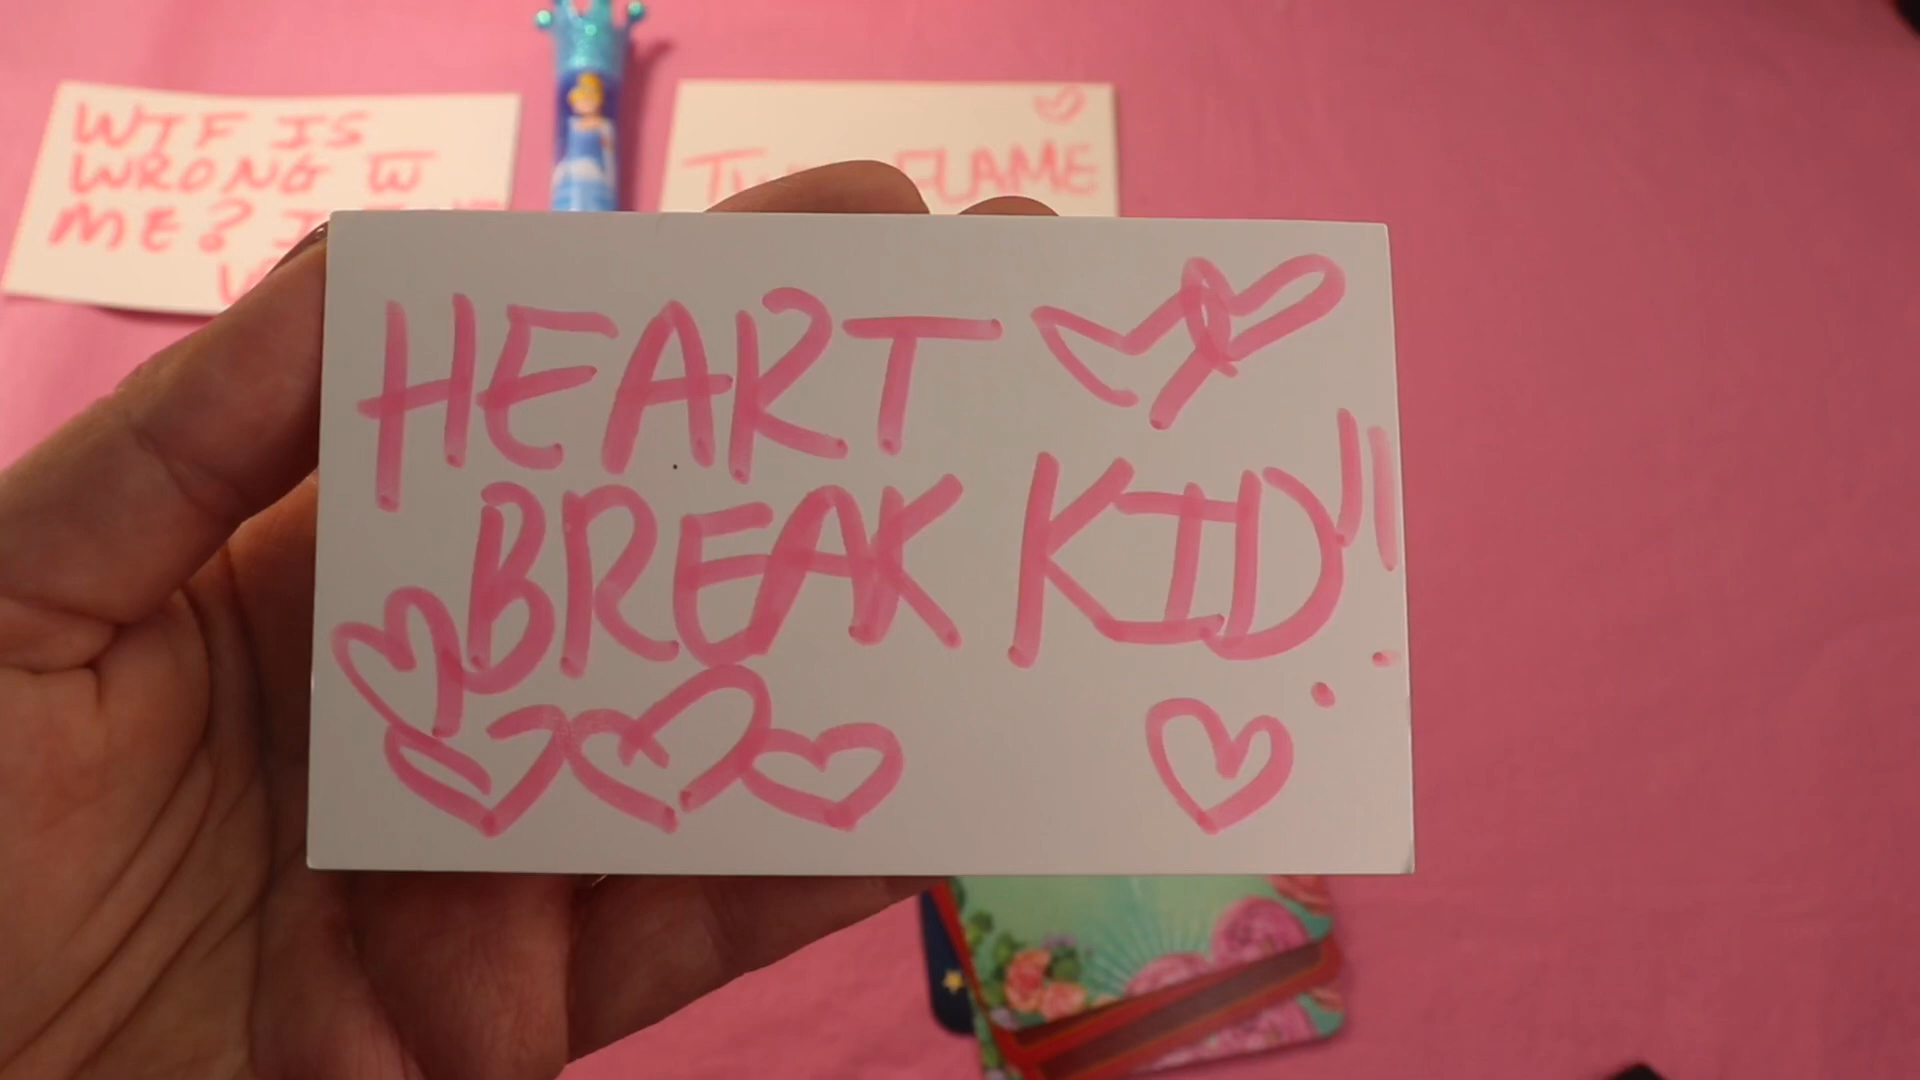 WTF IS
WRONG W
ME?
FLAME
HEART
BREAK KID!!